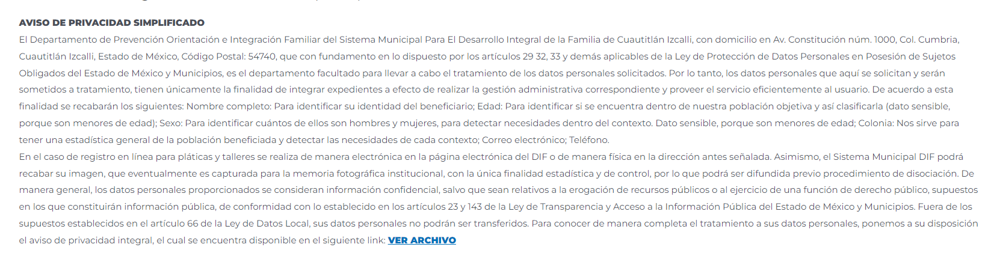 AVISO DE PRIVACIDAD SIMPLIFICADO
El Departamento de Prevención Orientación e Integración Familiar del Sistema Municipal Para El Desarrollo Integral de la Familia de Cuautitlán Izcalli, con domicilio en Av. Constitución núm. 1000, Col. Cumbria,
Cuautitlán Izcalli, Estado de México, Código Postal: 54740, que con fundamento en lo dispuesto por los artículos 29 32, 33 y demás aplicables de la Ley de Protección de Datos Personales en Posesión de Sujetos
Obligados del Estado de México y Municipios, es el departamento facultado para llevar a cabo el tratamiento de los datos personales solicitados. Por lo tanto, los datos personales que aquí se solicitan y serán
sometidos a tratamiento, tienen únicamente la finalidad de integrar expedientes a efecto de realizar la gestión administrativa correspondiente y proveer el servicio eficientemente al usuario. De acuerdo a esta
finalidad se recabarán los siguientes: Nombre completo: Para identificar su identidad del beneficiario; Edad: Para identificar si se encuentra dentro de nuestra población objetiva y así clasificarla (dato sensible,
porque son menores de edad); Sexo: Para identificar cuántos de ellos son hombres y mujeres, para detectar necesidades dentro del contexto. Dato sensible, porque son menores de edad; Colonia: Nos sirve para
tener una estadística general de la población beneficiada y detectar las necesidades de cada contexto; Correo electrónico; Teléfono.
En el caso de registro en línea para pláticas y talleres se realiza de manera electrónica en la página electrónica del DIF o de manera física en la dirección antes señalada. Asimismo, el Sistema Municipal DIF podrá
recabar su imagen, que eventualmente es capturada para la memoria fotográfica institucional, con la única finalidad estadística y de control, por lo que podrá ser difundida previo procedimiento de disociación. De
manera general, los datos personales proporcionados se consideran información confidencial, salvo que sean relativos a la erogación de recursos públicos o al ejercicio de una función de derecho público, supuestos
en los que constituirán información pública, de conformidad con lo establecido en los artículos 23 y 143 de la Ley de Transparencia y Acceso a la Información Pública del Estado de México y Municipios. Fuera de los
supuestos establecidos en el artículo 66 de la Ley de Datos Local, sus datos personales no podrán ser transferidos. Para conocer de manera completa el tratamiento a sus datos personales, ponemos a su disposición
el aviso de privacidad integral, el cual se encuentra disponible en el siguiente link: VER ARCHIVO